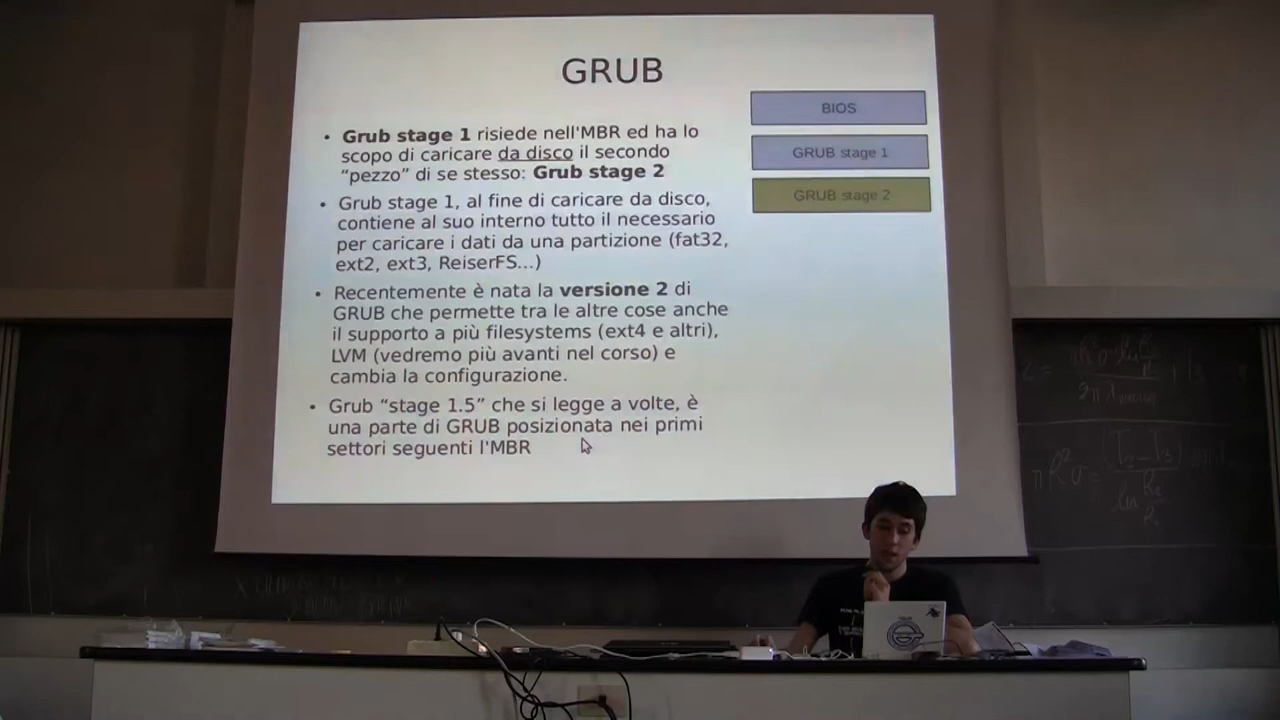 GRUB
Grub stage 1 risiede nell'MBR ed ha lo
scopo di caricare da disco il secondo
“pezzo” di se stesso: Grub stage 2
Grub stage 1, al fine di caricare da disco,
contiene al suo interno tutto il necessario
per caricare i dati da una partizione (fat32,
ext2, ext3, ReiserFS...)
Recentemente è nata la versione 2 di
GRUB che permette tra le altre cose anche
il supporto a più filesystems (ext4 e altri),
LVM (vedremo più avanti nel corso) e
cambia la configurazione.
Grub “stage 1.5” che si legge a volte, è
una parte di GRUB posizionata nei primi
settori seguenti l'MBR
BIOS
GRUB stage 1
GRUB stage 2